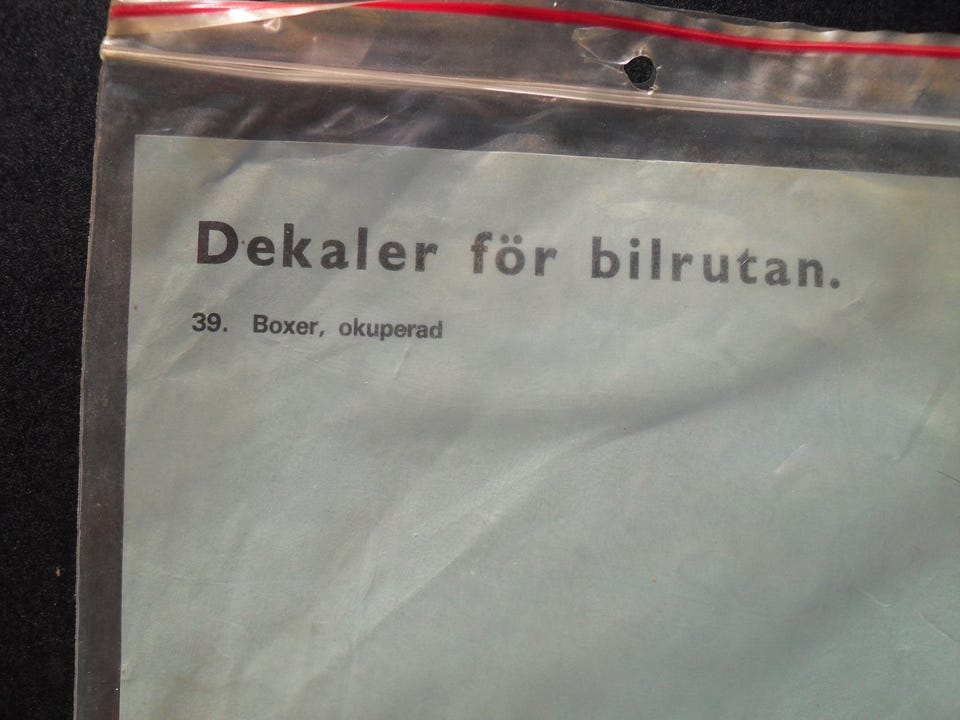 Dekaler för bilrutan.
39. Boxer, okuperad